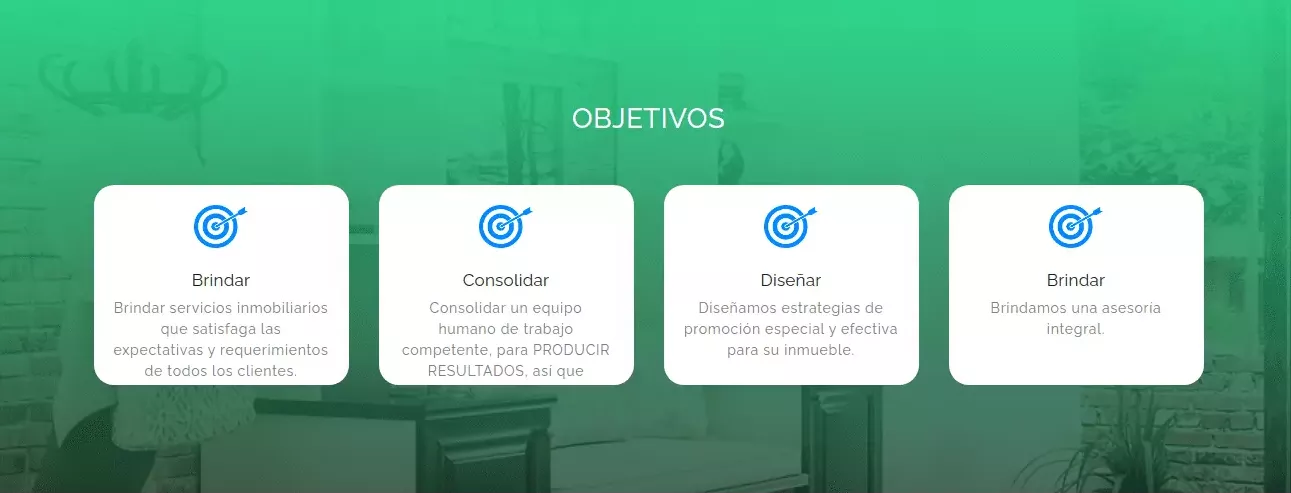 OBJETIVOS
Brindar
Brindar servicios inmobiliarios
que satisfaga las
expectativas y requerimientos
de todos los clientes.
Consolidar
Consolidar un equipo
humano de trabajo
competente, para PRODUCIR
RESULTADOS, así que
Diseñar
Diseñamos estrategias de
promoción especial y efectiva
para su inmueble.
Brindar
Brindamos una asesoría
integral.